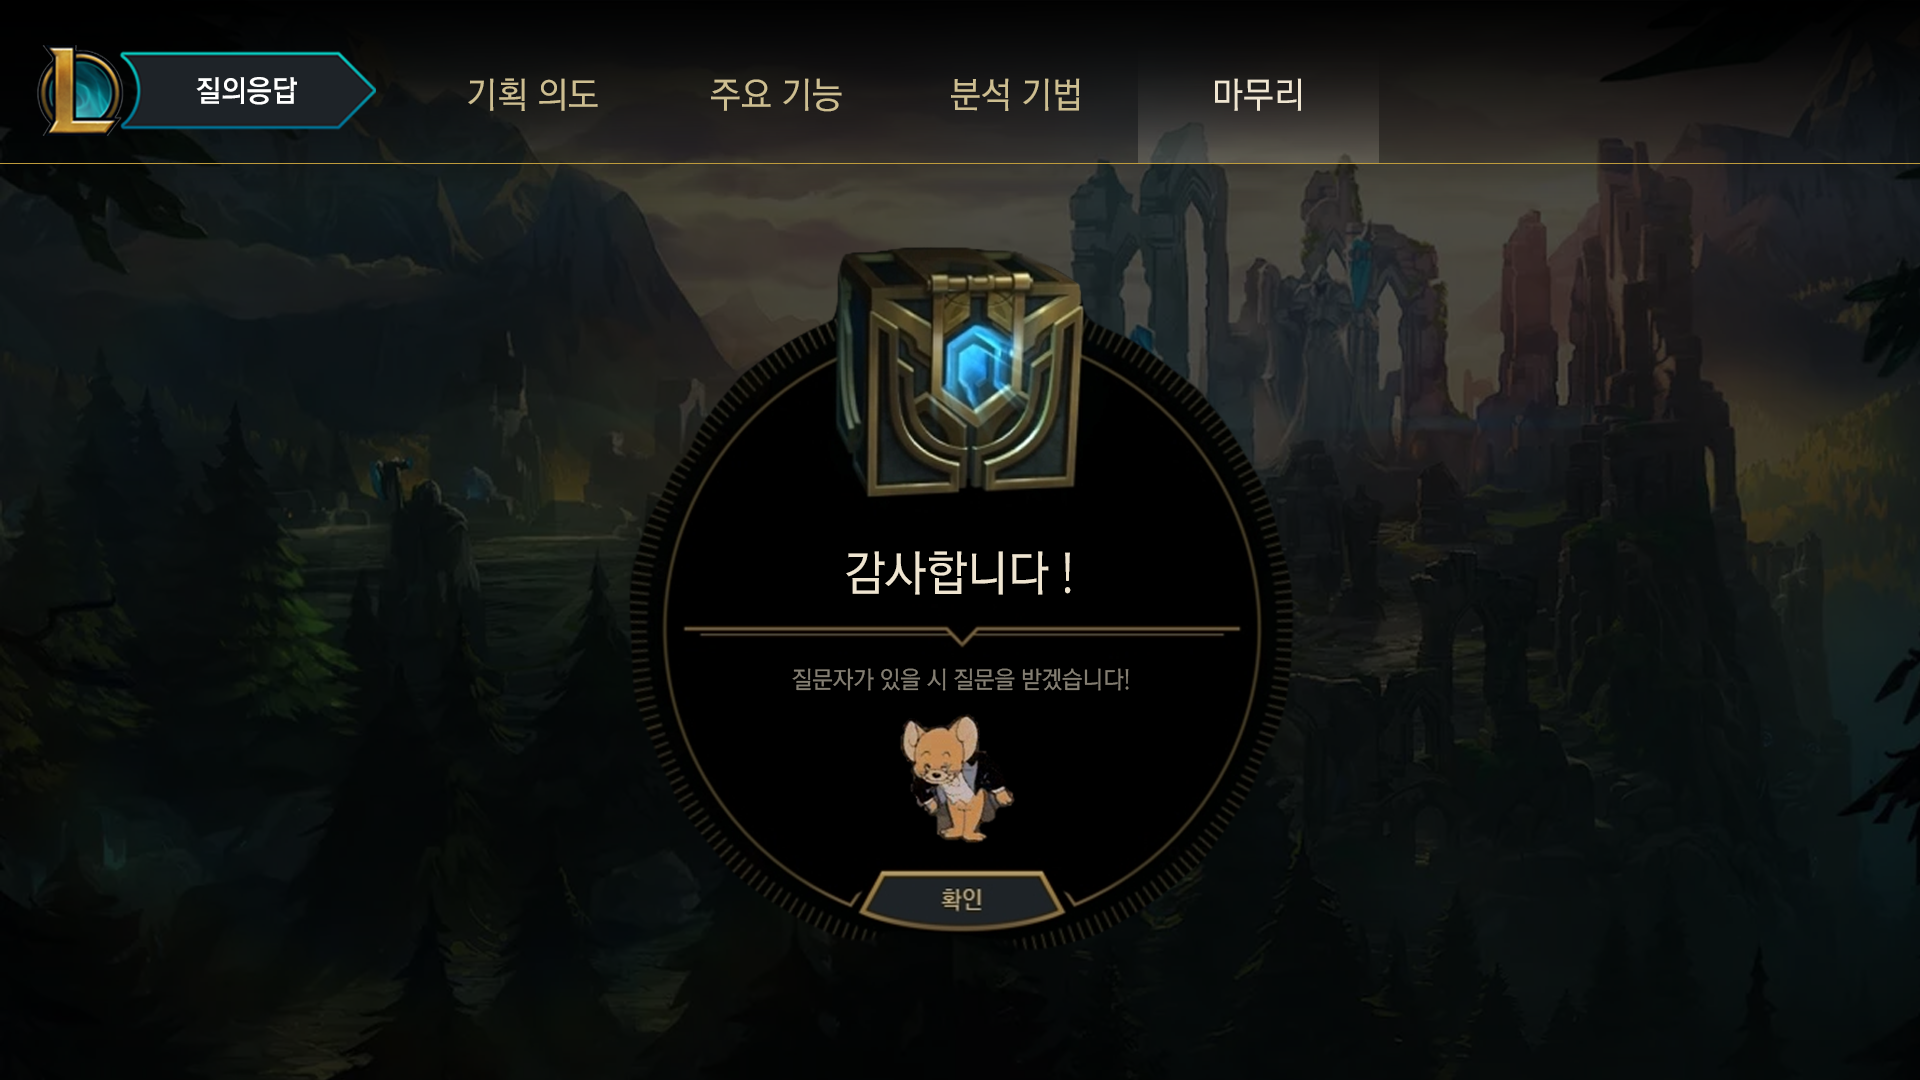 질의응답
기획 의도
주요 기능
분석 기법
마무리
감사합니다 !
질문자가 있을 시 질문을 받겠습니다!
확인